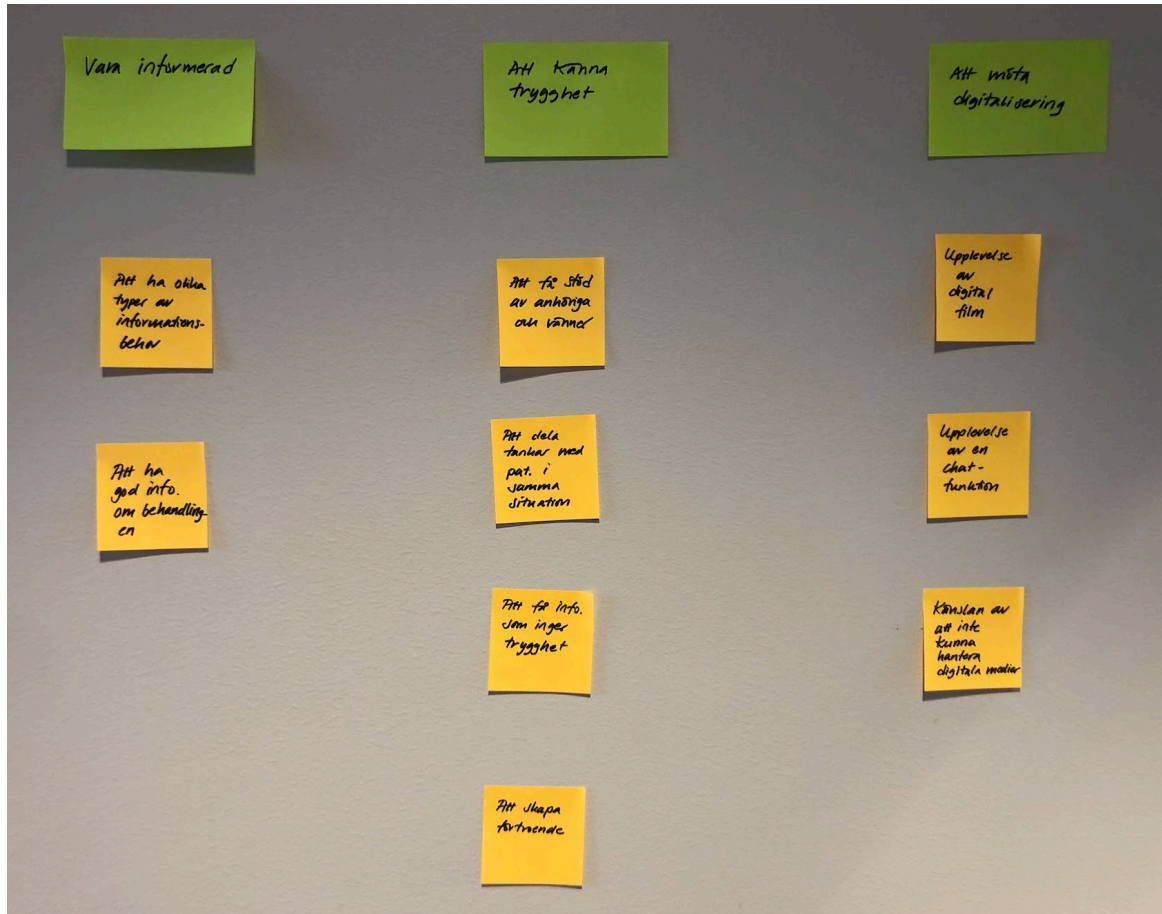 Vara informerad
Att ha olika
typer av
informations-
behov
Att ha
god info.
om behandling-
en
Att känna
trygghet
Att få stöd
av anhöriga
och vänner
Att dela
tankar med
pat. i
samma
situation
Att få info.
som inger
trygghet
Att skapa
förtroende
Att möta
digitalisering
Upplevelse
av
digital
film
Upplevelse
av en
chat-
funktion
Känslan av
att inte
kunna
hantera
digitala medier